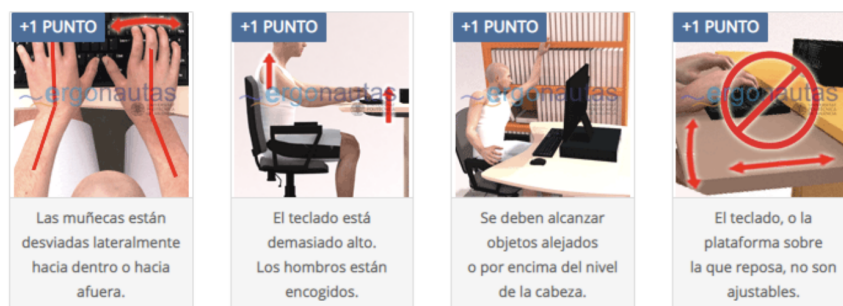 +1 PUNTO
ergonautas
Las muñecas están
desviadas lateralmente
hacia dentro o hacia
afuera.
+1 PUNTO
ergonautas
El teclado está
demasiado alto.
Los hombros están
encogidos.
+1 PUNTO
ergonautas
Se deben alcanzar
objetos alejados
o por encima del nivel
de la cabeza.
+1 PUNTO
ergonautas
El teclado, o la
plataforma sobre
la que reposa, no son
ajustables.